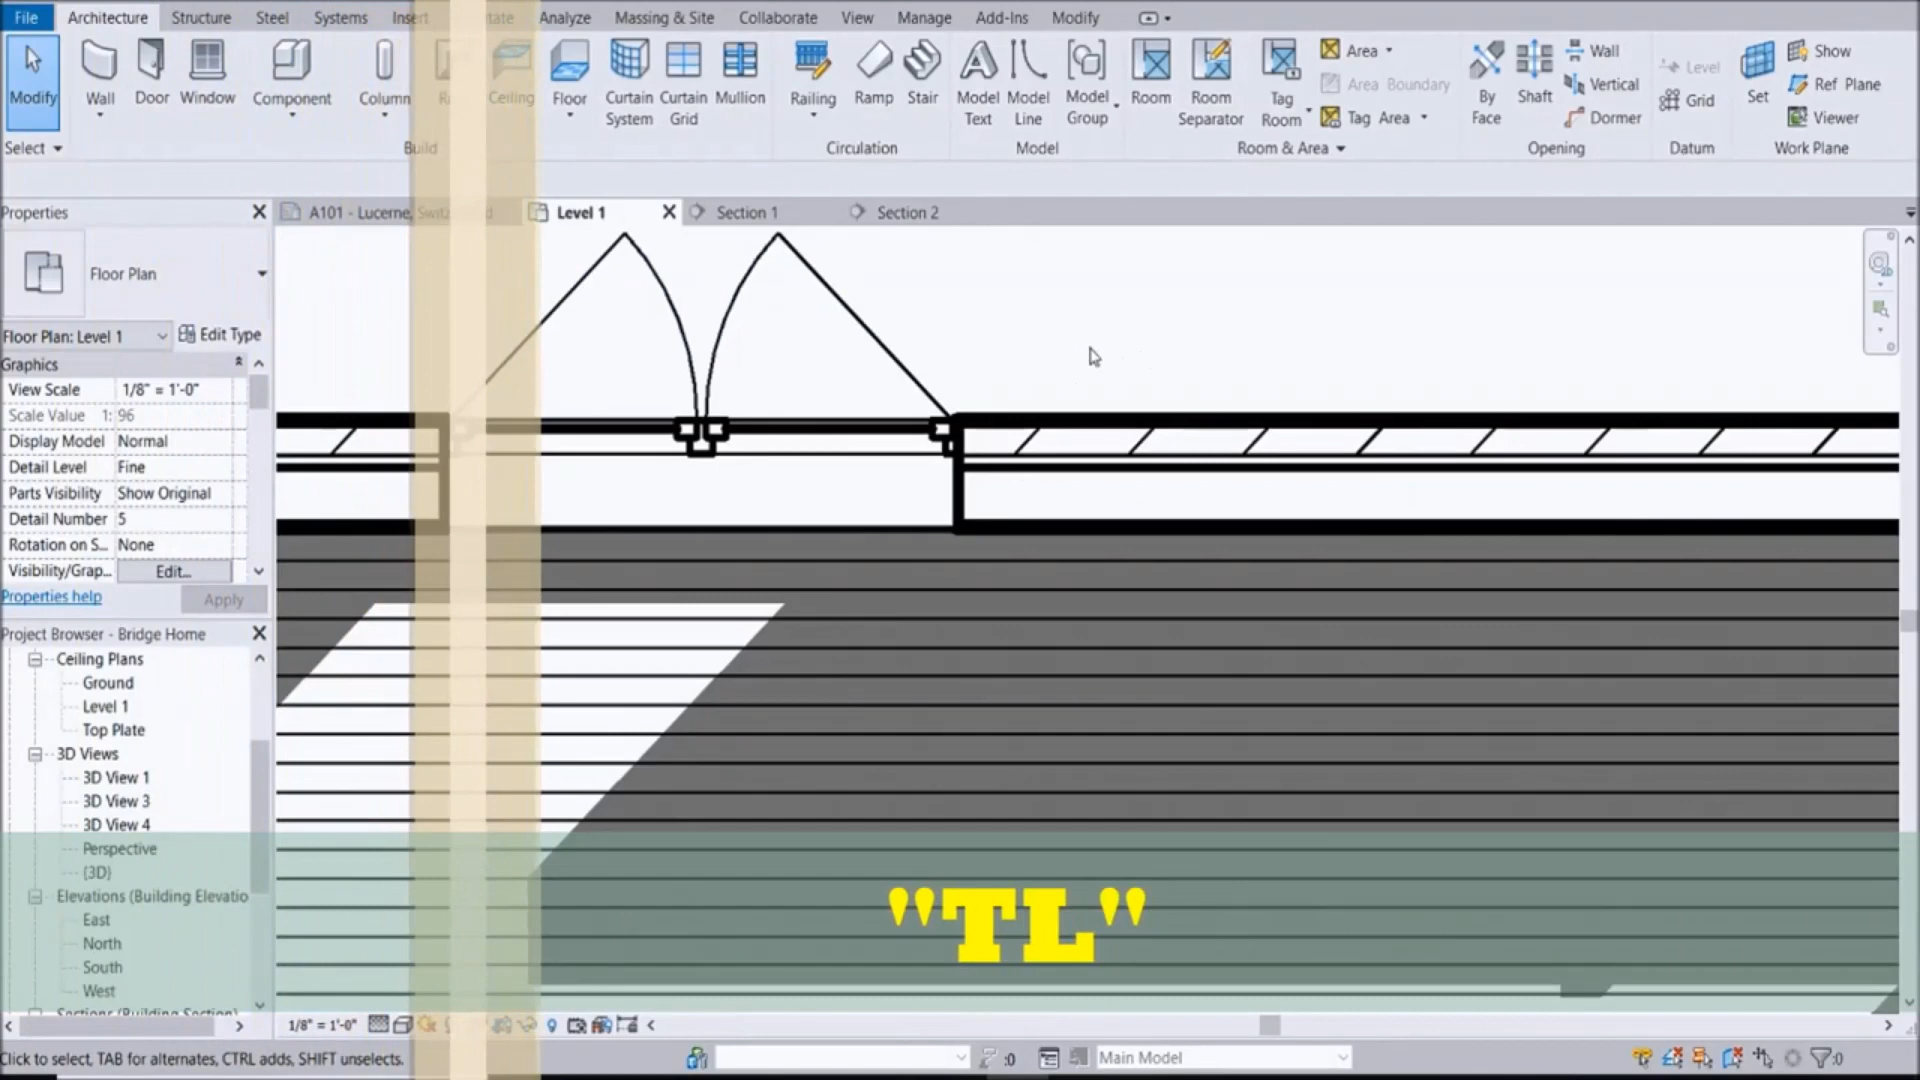 File Architecture Structure Steel Systems Insert Analyze Massing & Site Collaborate View Manage Add-Ins Modify
Modify Wall Door Window Component Column Ceiling Floor Curtain System Curtain Grid Mullion Railing Ramp Stair Model Text Model Line Model Group Room Room Separator Tag Room
Area
Area Boundary
Tag Area
By Face Shaft
Wall
Vertical
Dormer
Level
Grid
Set
Show
Ref Plane
Viewer
Select Build Circulation Model Room & Area Opening Datum Work Plane
Properties
A101 - Lucerne, Level 1 Section 1 Section 2
Floor Plan
Floor Plan: Level 1 Edit Type
Graphics
View Scale 1/8" = 1'-0"
Scale Value 1: 96
Display Model Normal
Detail Level Fine
Parts Visibility Show Original
Detail Number 5
Rotation on S... None
Visibility/Grap... Edit...
Properties help Apply
Project Browser - Bridge Home
Ceiling Plans
Ground
Level 1
Top Plate
3D Views
3D View 1
3D View 3
3D View 4
Perspective
{3D}
Elevations (Building Elevatio
East
North
South
West
Sections (Building Section)
"TL"
1/8" = 1'-0"
Click to select, TAB for alternates, CTRL adds, SHIFT unselects.
:0
Main Model
:0